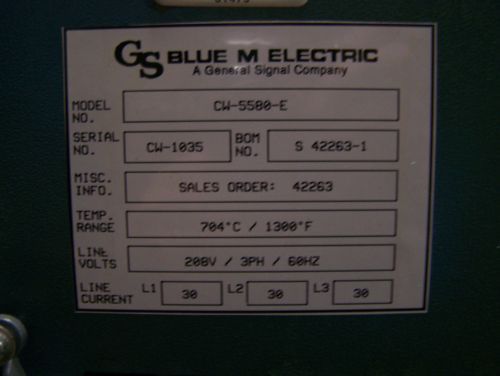 GS BLUE M ELECTRIC
A General Signal Company
MODEL NO. CW-5580-E
SERIAL NO. CW-1035 BOM NO. S 42263-1
MISC. INFO. SALES ORDER: 42263
TEMP. RANGE 704°C / 1300°F
LINE VOLTS 208V / 3PH / 60HZ
LINE CURRENT L1 30 L2 30 L3 30